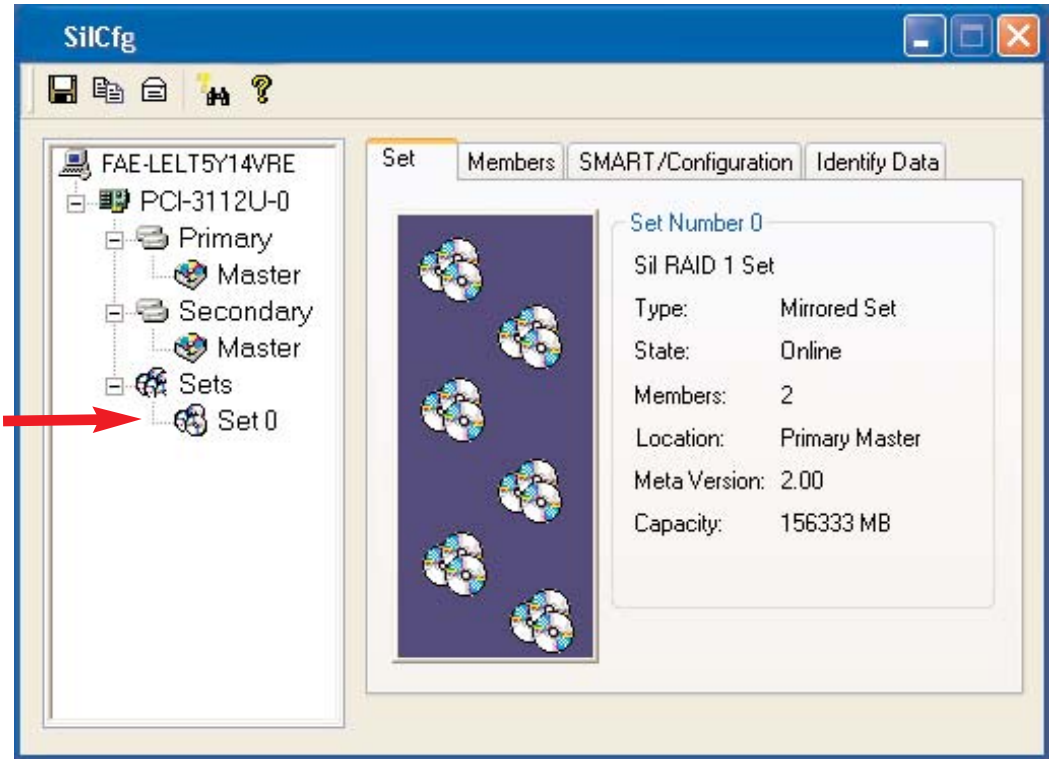 SilCfg
FAE-LELT5Y14VRE
PCI-3112U-0
Primary
Master
Secondary
Master
Sets
Set 0
Set Members SMART/Configuration Identify Data
Set Number 0
Sil RAID 1 Set
Type: Mirrored Set
State: Online
Members: 2
Location: Primary Master
Meta Version: 2.00
Capacity: 156333 MB